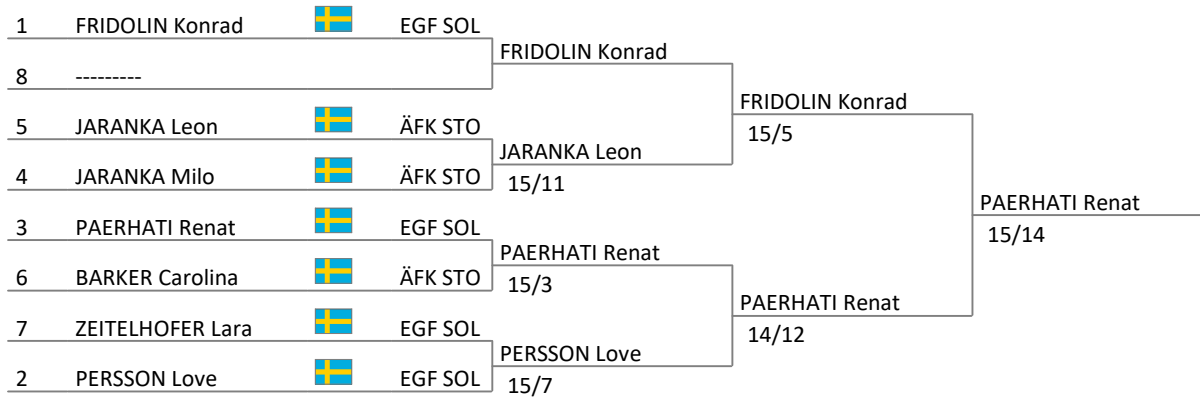 1 FRIDOLIN Konrad EGF SOL
FRIDOLIN Konrad
8 ---------
FRIDOLIN Konrad
15/5
5 JARANKA Leon ÄFK STO
JARANKA Leon
15/11
4 JARANKA Milo ÄFK STO
PAERHATI Renat
15/14
3 PAERHATI Renat EGF SOL
PAERHATI Renat
15/3
6 BARKER Carolina ÄFK STO
PAERHATI Renat
14/12
7 ZEITELHOFER Lara EGF SOL
PERSSON Love
15/7
2 PERSSON Love EGF SOL